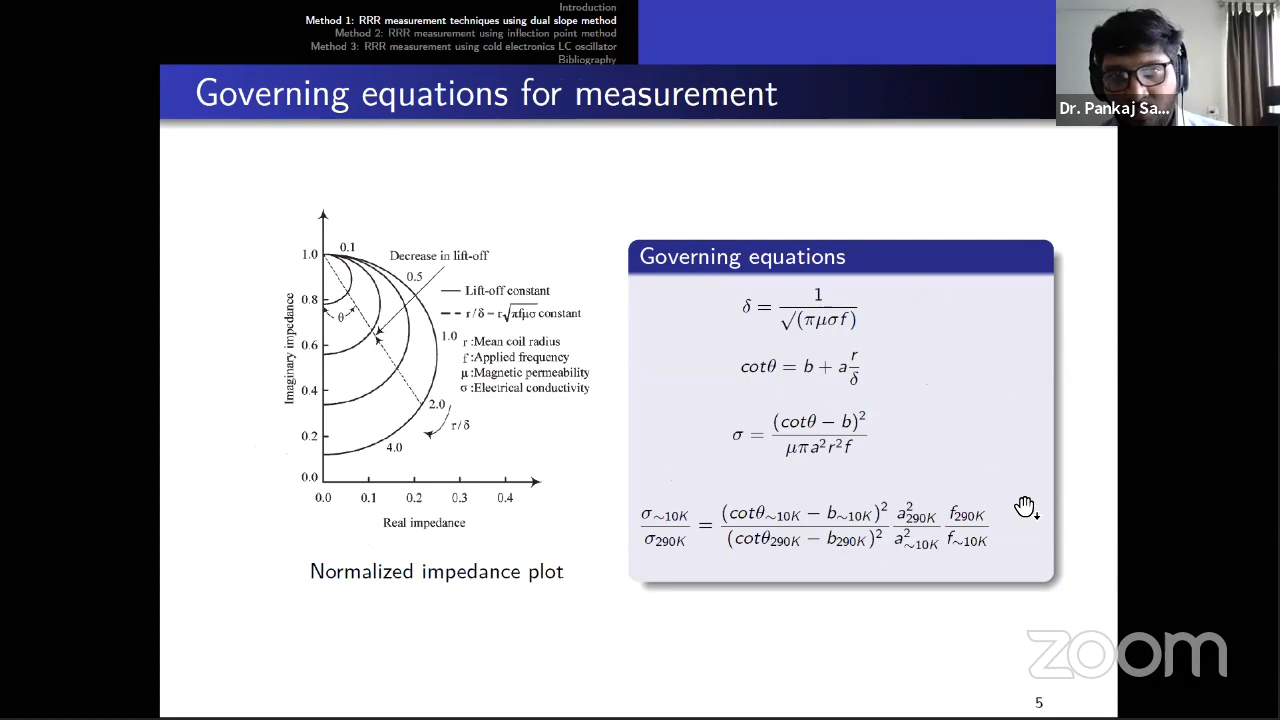 Introduction
Method 1: RRR measurement techniques using dual slope method
Method 2: RRR measurement using inflection point method
Method 3: RRR measurement using cold electronics LC oscillator
Bibliography
Dr. Pankaj Sa...
Governing equations for measurement
1.0
0.8
0.6
0.4
0.2
0.0
0.0 0.1 0.2 0.3 0.4
Imaginary impedance
Real impedance
0.1
0.5
1.0
2.0
4.0
r/δ
θ
Decrease in lift-off
Lift-off constant
r/δ = r√πfμσ constant
r :Mean coil radius
f :Applied frequency
μ :Magnetic permeability
σ :Electrical conductivity
Normalized impedance plot
Governing equations
δ = 1 / √(πμσf)
cotθ = b + a r/δ
σ = (cotθ − b)² / μπa²r²f
σ∼10K / σ290K = (cotθ∼10K − b∼10K)² / (cotθ290K − b290K)² a²290K / a²∼10K f290K / f∼10K
zoom
5